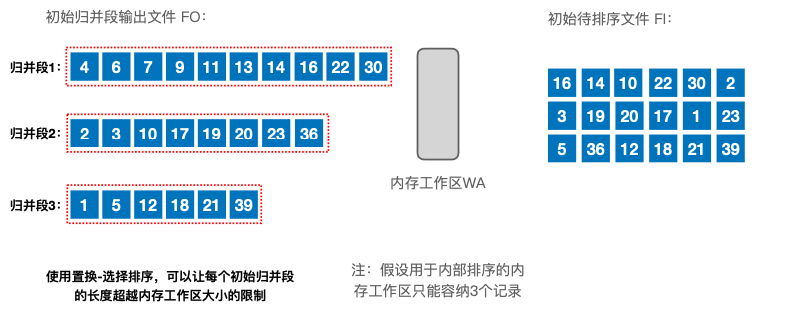 初始归并段输出文件 FO：
初始待排序文件 FI：
归并段1： 4 6 7 9 11 13 14 16 22 30
归并段2： 2 3 10 17 19 20 23 36
归并段3： 1 5 12 18 21 39
内存工作区WA
16 14 10 22 30 2
3 19 20 17 1 23
5 36 12 18 21 39
使用置换-选择排序，可以让每个初始归并段
的长度超越内存工作区大小的限制
注：假设用于内部排序的内
存工作区只能容纳3个记录